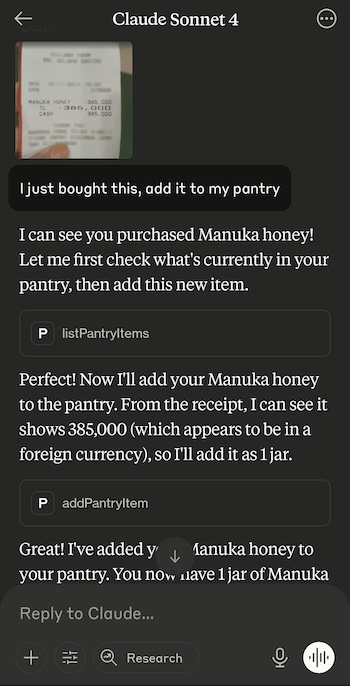 Claude Sonnet 4
MANUKA HONEY 385,000
TL 385,000
CASH 385,000
I just bought this, add it to my pantry
I can see you purchased Manuka honey!
Let me first check what's currently in your
pantry, then add this new item.
P listPantryItems
Perfect! Now I'll add your Manuka honey
to the pantry. From the receipt, I can see it
shows 385,000 (which appears to be in a
foreign currency), so I'll add it as 1 jar.
P addPantryItem
Great! I've added Manuka honey to
your pantry. You now have 1 jar of Manuka
Reply to Claude...
Research